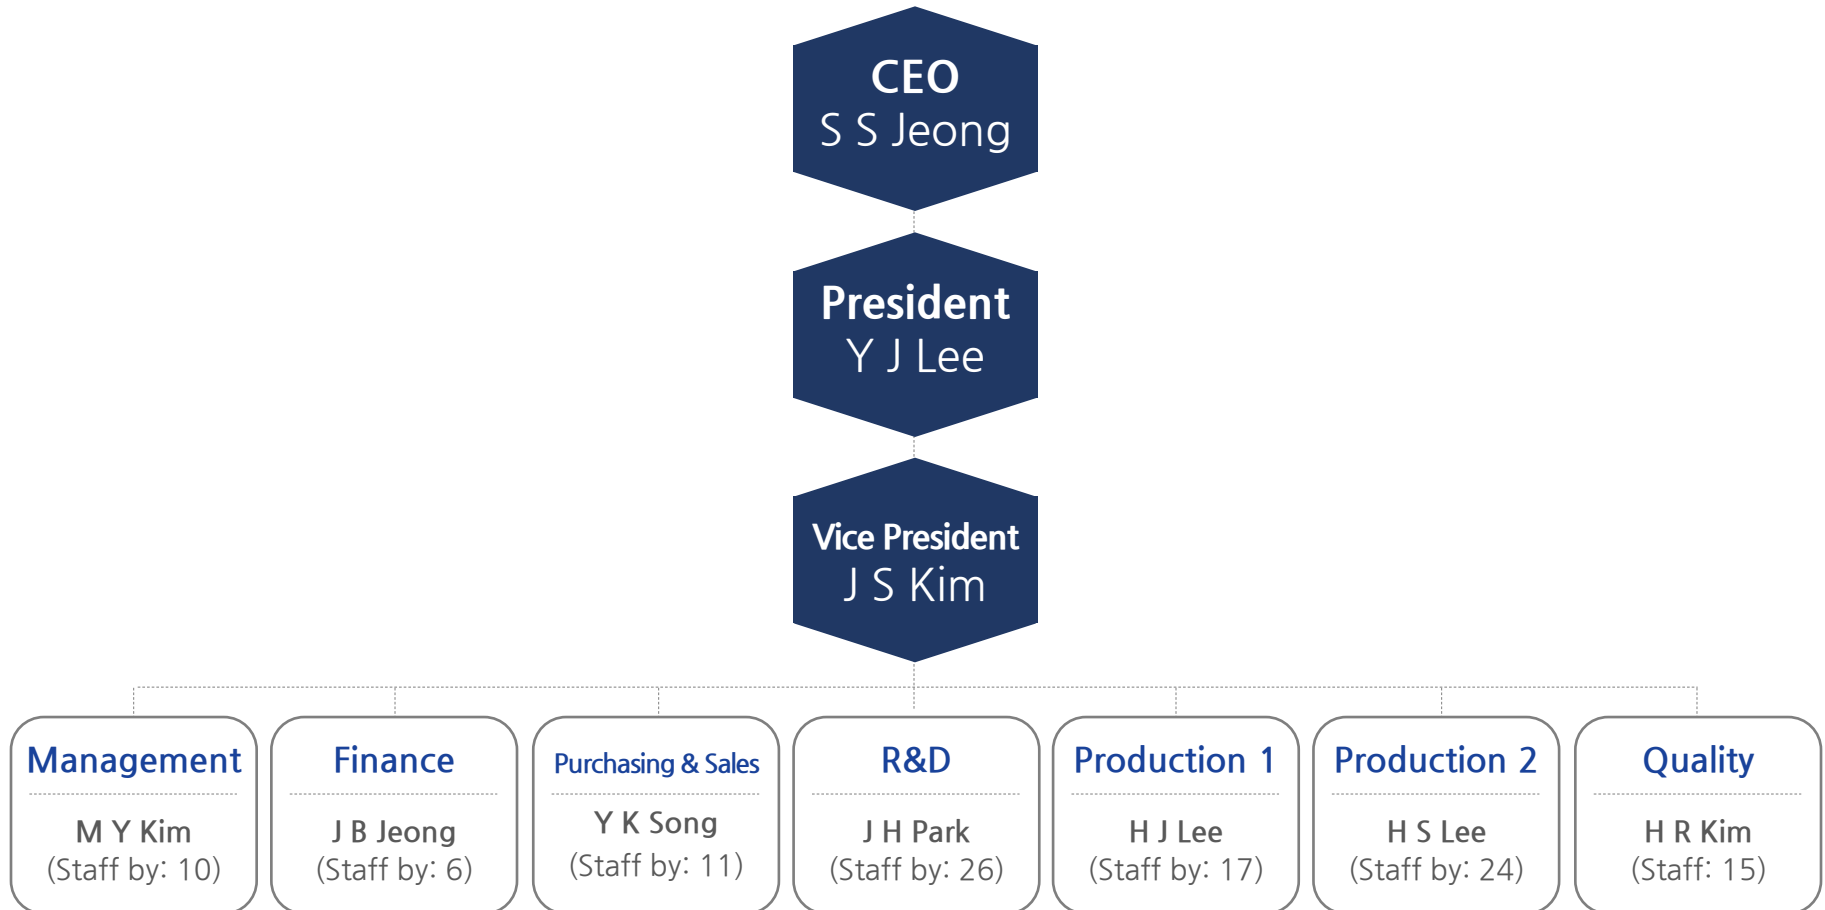 CEO
S S Jeong
President
Y J Lee
Vice President
J S Kim
Management
M Y Kim
(Staff by: 10)
Finance
J B Jeong
(Staff by: 6)
Purchasing & Sales
Y K Song
(Staff by: 11)
R&D
J H Park
(Staff by: 26)
Production 1
H J Lee
(Staff by: 17)
Production 2
H S Lee
(Staff by: 24)
Quality
H R Kim
(Staff: 15)